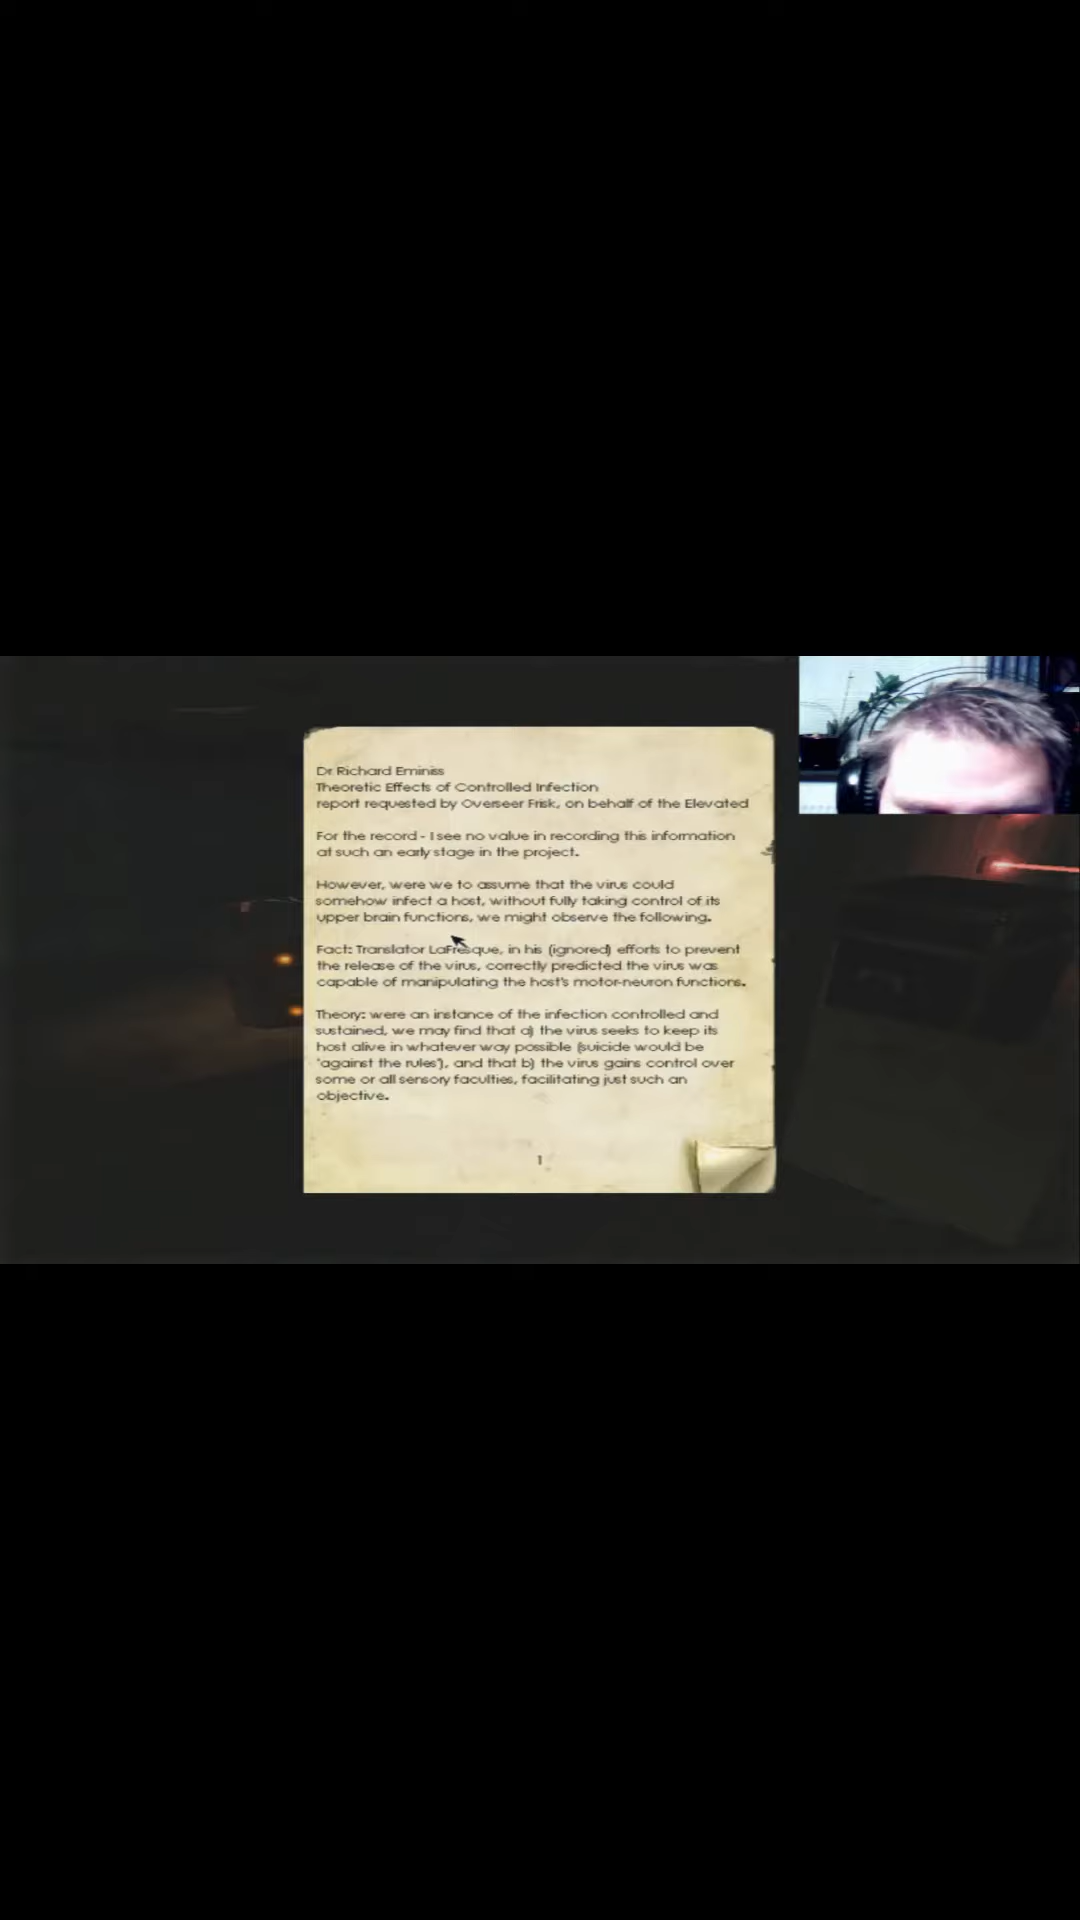 Dr Richard Eminiss
Theoretic Effects of Controlled Infection
report requested by Overseer Frisk, on behalf of the Elevated
For the record - I see no value in recording this information
at such an early stage in the project.
However, were we to assume that the virus could
somehow infect a host, without fully taking control of its
upper brain functions, we might observe the following.
Fact: Translator LaFresque, in his (ignored) efforts to prevent
the release of the virus, correctly predicted the virus was
capable of manipulating the host's motor-neuron functions.
Theory: were an instance of the infection controlled and
sustained, we may find that a) the virus seeks to keep its
host alive in whatever way possible (suicide would be
'against the rules'), and that b) the virus gains control over
some or all sensory faculties, facilitating just such an
objective.
1